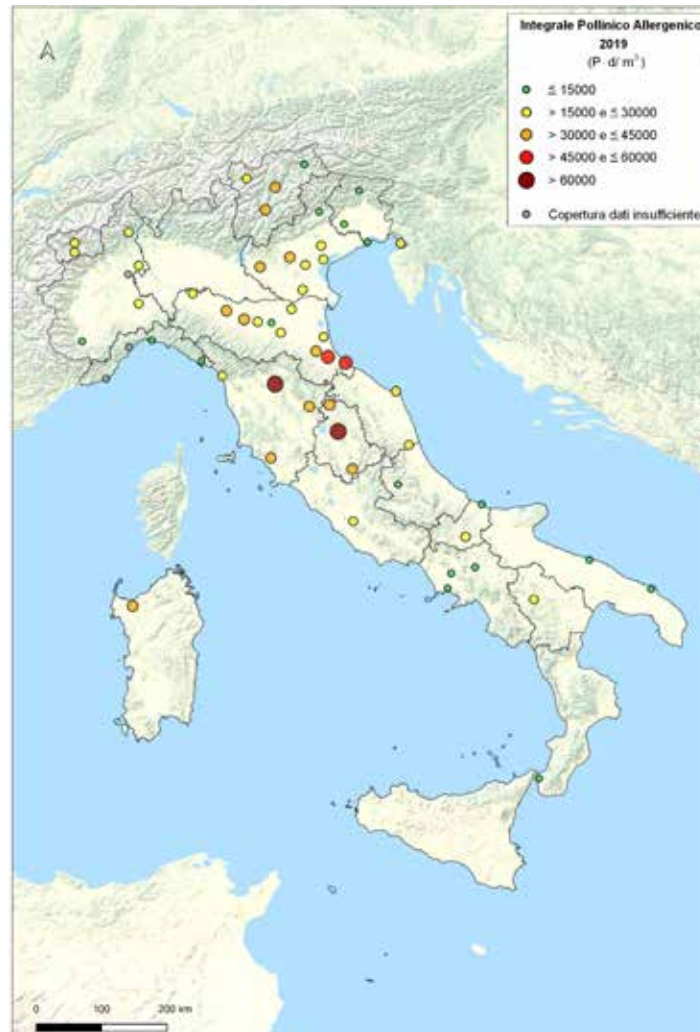 Integrale Pollinico Allergenico
2019
(P· d/ m³)
≤ 15000
> 15000 e ≤ 30000
> 30000 e ≤ 45000
> 45000 e ≤ 60000
> 60000
Copertura dati insufficiente
0 100 200 km